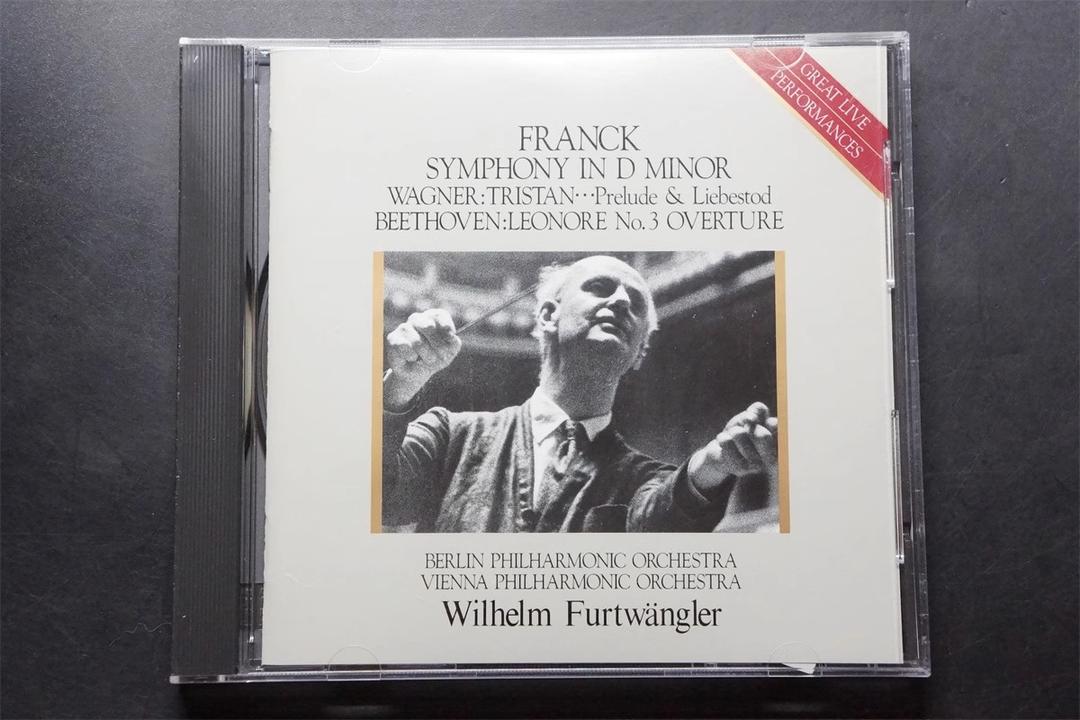 GREAT LIVE
PERFORMANCES
FRANCK
SYMPHONY IN D MINOR
WAGNER:TRISTAN···Prelude & Liebestod
BEETHOVEN:LEONORE No.3 OVERTURE
BERLIN PHILHARMONIC ORCHESTRA
VIENNA PHILHARMONIC ORCHESTRA
Wilhelm Furtwängler